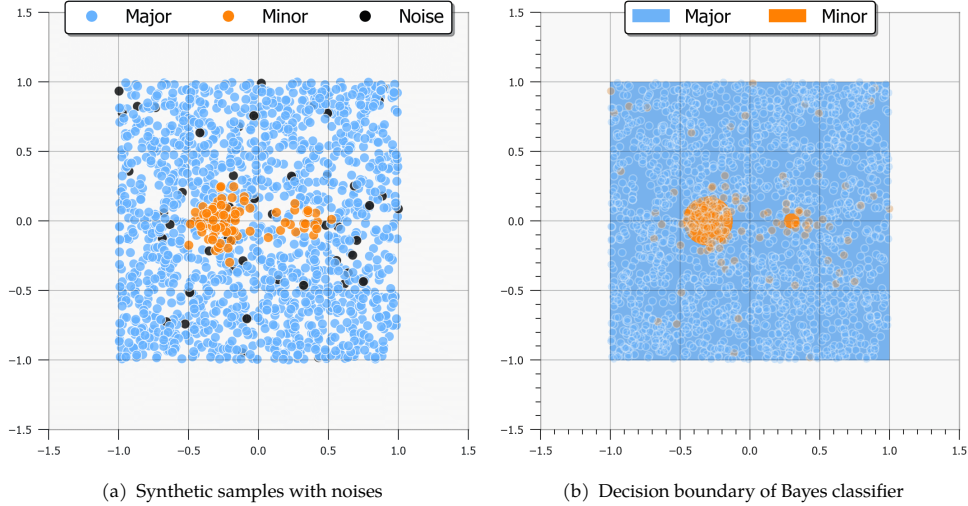 Major Minor Noise
1.5
1.0
0.5
0.0
−0.5
−1.0
−1.5
−1.5 −1.0 −0.5 0.0 0.5 1.0 1.5
(a) Synthetic samples with noises
Major Minor
1.5
1.0
0.5
0.0
−0.5
−1.0
−1.5
−1.5 −1.0 −0.5 0.0 0.5 1.0 1.5
(b) Decision boundary of Bayes classifier